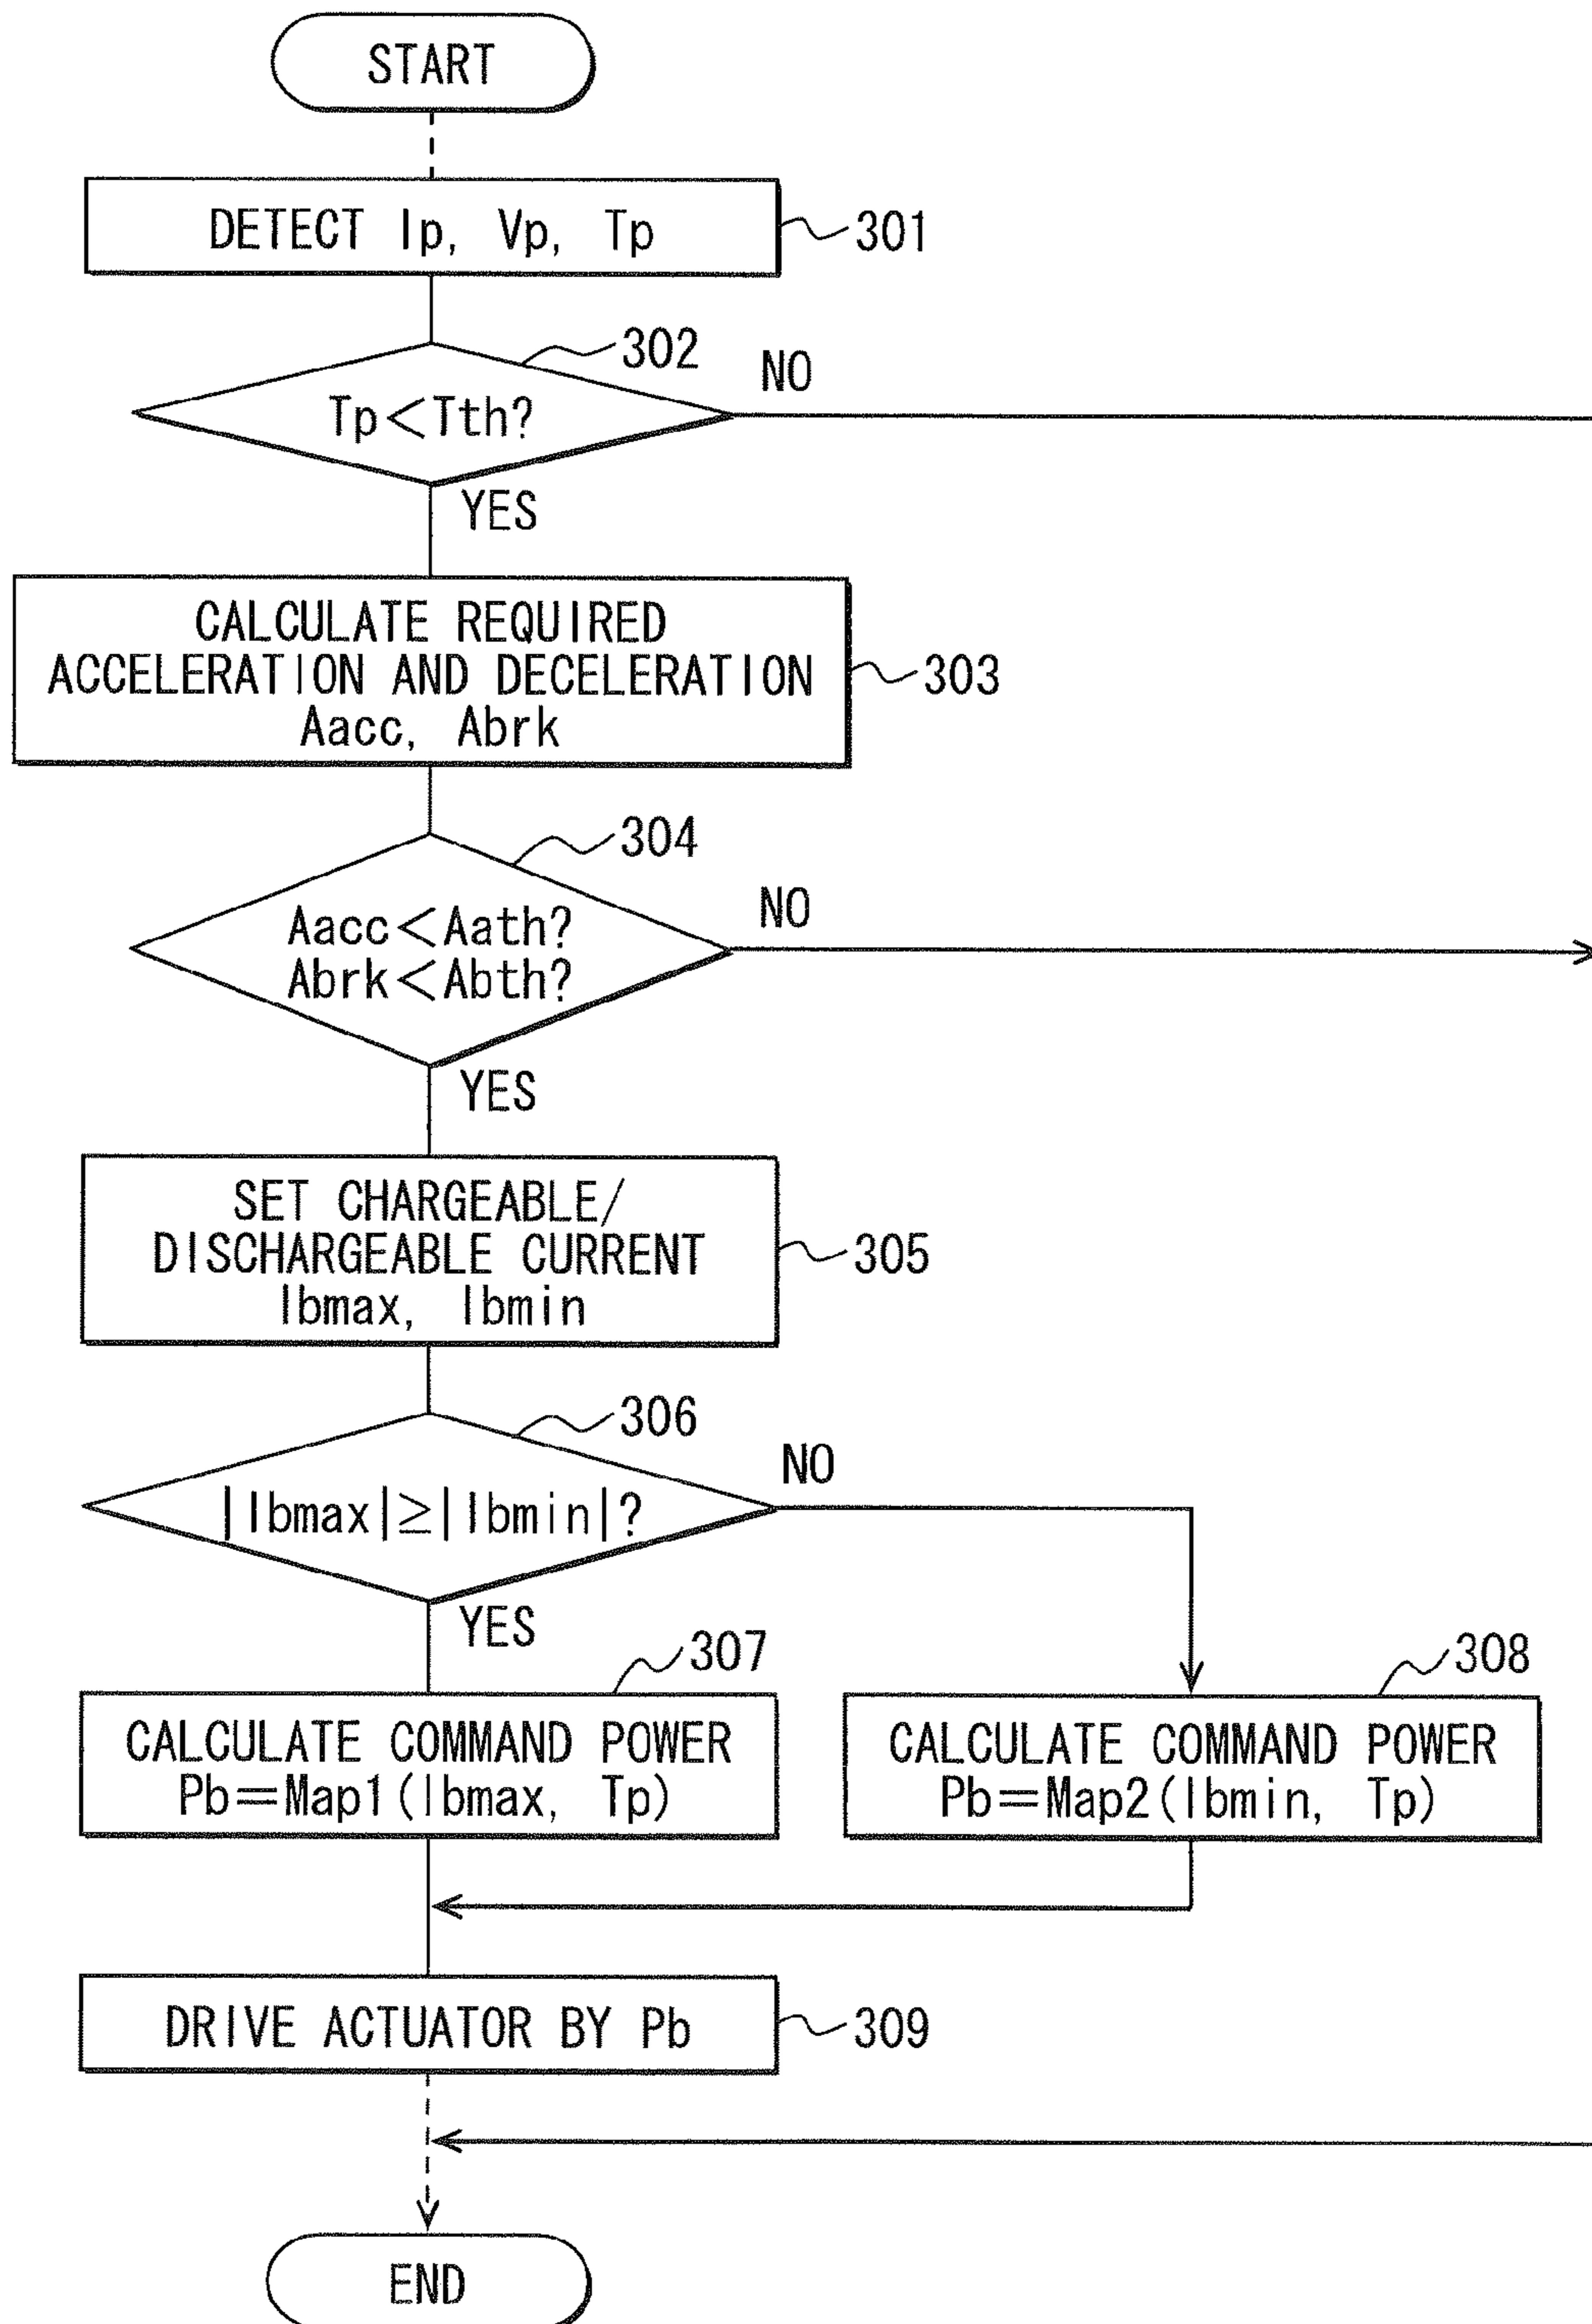 START
DETECT Ip, Vp, Tp
301
302
NO
Tp<Tth?
YES
CALCULATE REQUIRED
ACCELERATION AND DECELERATION
Aacc, Abrk
303
304
NO
Aacc<Aath?
Abrk<Abth?
YES
SET CHARGEABLE/
DISCHARGEABLE CURRENT
Ibmax, Ibmin
305
306
NO
|Ibmax|≥|Ibmin|?
YES
307
308
CALCULATE COMMAND POWER
Pb=Map1(Ibmax, Tp)
CALCULATE COMMAND POWER
Pb=Map2(Ibmin, Tp)
DRIVE ACTUATOR BY Pb
309
END